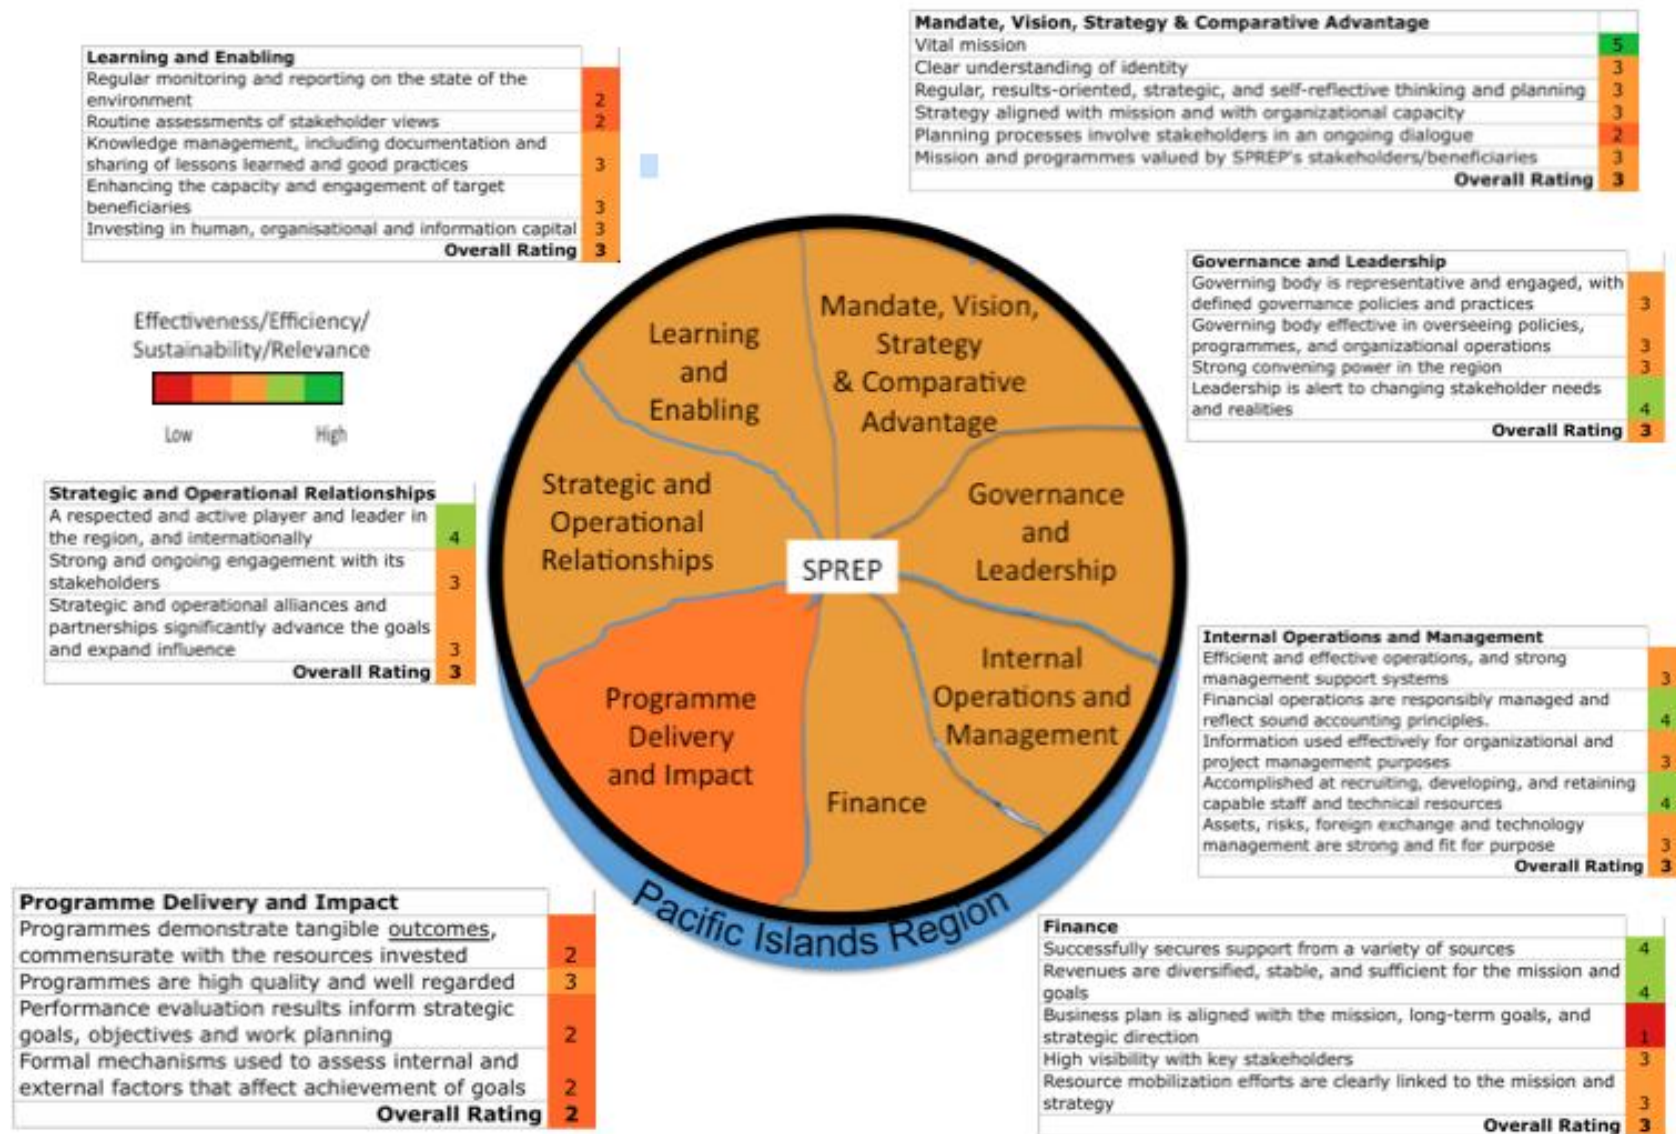 Learning and Enabling
Regular monitoring and reporting on the state of the
environment 2
Routine assessments of stakeholder views 2
Knowledge management, including documentation and
sharing of lessons learned and good practices 3
Enhancing the capacity and engagement of target
beneficiaries 3
Investing in human, organisational and information capital 3
Overall Rating 3
Mandate, Vision, Strategy & Comparative Advantage
Vital mission 5
Clear understanding of identity 3
Regular, results-oriented, strategic, and self-reflective thinking and planning 3
Strategy aligned with mission and with organizational capacity 3
Planning processes involve stakeholders in an ongoing dialogue 2
Mission and programmes valued by SPREP's stakeholders/beneficiaries 3
Overall Rating 3
Governance and Leadership
Governing body is representative and engaged, with
defined governance policies and practices 3
Governing body effective in overseeing policies,
programmes, and organizational operations 3
Strong convening power in the region 3
Leadership is alert to changing stakeholder needs
and realities 4
Overall Rating 3
Effectiveness/Efficiency/
Sustainability/Relevance
Low High
Learning
and
Enabling
Mandate, Vision,
Strategy
& Comparative
Advantage
Strategic and
Operational
Relationships
Governance
and
Leadership
SPREP
Internal
Operations and
Management
Programme
Delivery
and Impact
Finance
Pacific Islands Region
Strategic and Operational Relationships
A respected and active player and leader in
the region, and internationally 4
Strong and ongoing engagement with its
stakeholders 3
Strategic and operational alliances and
partnerships significantly advance the goals
and expand influence 3
Overall Rating 3
Internal Operations and Management
Efficient and effective operations, and strong
management support systems 3
Financial operations are responsibly managed and
reflect sound accounting principles. 4
Information used effectively for organizational and
project management purposes 3
Accomplished at recruiting, developing, and retaining
capable staff and technical resources 4
Assets, risks, foreign exchange and technology
management are strong and fit for purpose 3
Overall Rating 3
Programme Delivery and Impact
Programmes demonstrate tangible outcomes,
commensurate with the resources invested 2
Programmes are high quality and well regarded 3
Performance evaluation results inform strategic
goals, objectives and work planning 2
Formal mechanisms used to assess internal and
external factors that affect achievement of goals 2
Overall Rating 2
Finance
Successfully secures support from a variety of sources 4
Revenues are diversified, stable, and sufficient for the mission and
goals 4
Business plan is aligned with the mission, long-term goals, and
strategic direction 1
High visibility with key stakeholders 3
Resource mobilization efforts are clearly linked to the mission and
strategy 3
Overall Rating 3